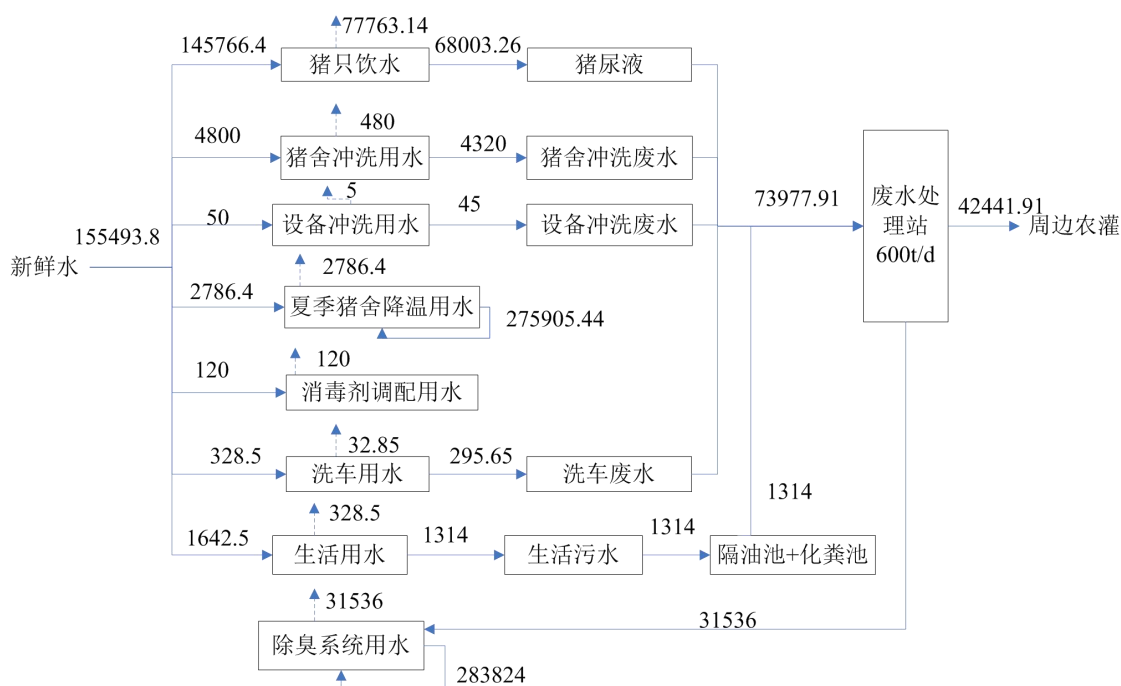 77763.14
145766.4
68003.26
猪只饮水
猪尿液
480
4800
4320
猪舍冲洗用水
猪舍冲洗废水
5
50
45
设备冲洗用水
设备冲洗废水
73977.91
废水处
理站
600t/d
42441.91
周边农灌
155493.8
新鲜水
2786.4
2786.4
夏季猪舍降温用水
275905.44
120
120
消毒剂调配用水
32.85
328.5
295.65
洗车用水
洗车废水
1314
328.5
1642.5
1314
1314
生活用水
生活污水
隔油池+化粪池
31536
31536
除臭系统用水
283824